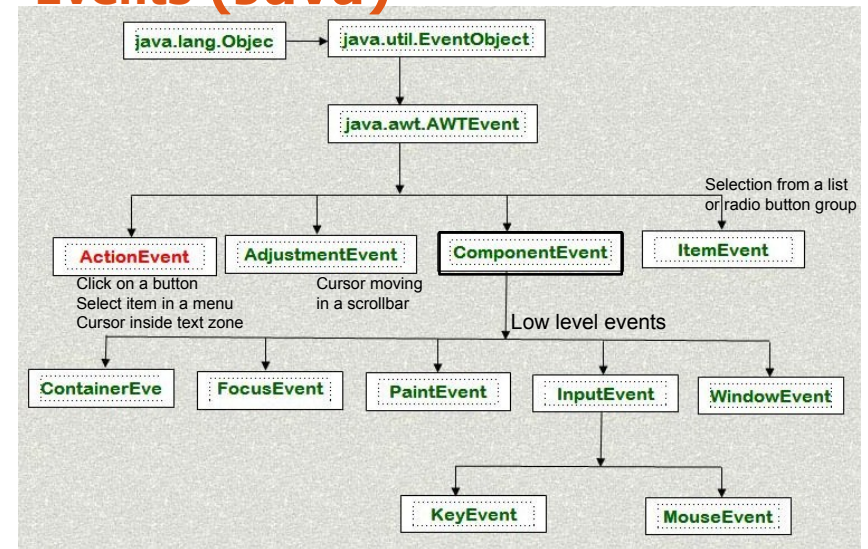 Events (Java)
java.lang.Objec
java.util.EventObject
java.awt.AWTEvent
Selection from a list
or radio button group
ActionEvent
AdjustmentEvent
ComponentEvent
ItemEvent
Click on a button
Select item in a menu
Cursor inside text zone
Cursor moving
in a scrollbar
Low level events
ContainerEve
FocusEvent
PaintEvent
InputEvent
WindowEvent
KeyEvent
MouseEvent